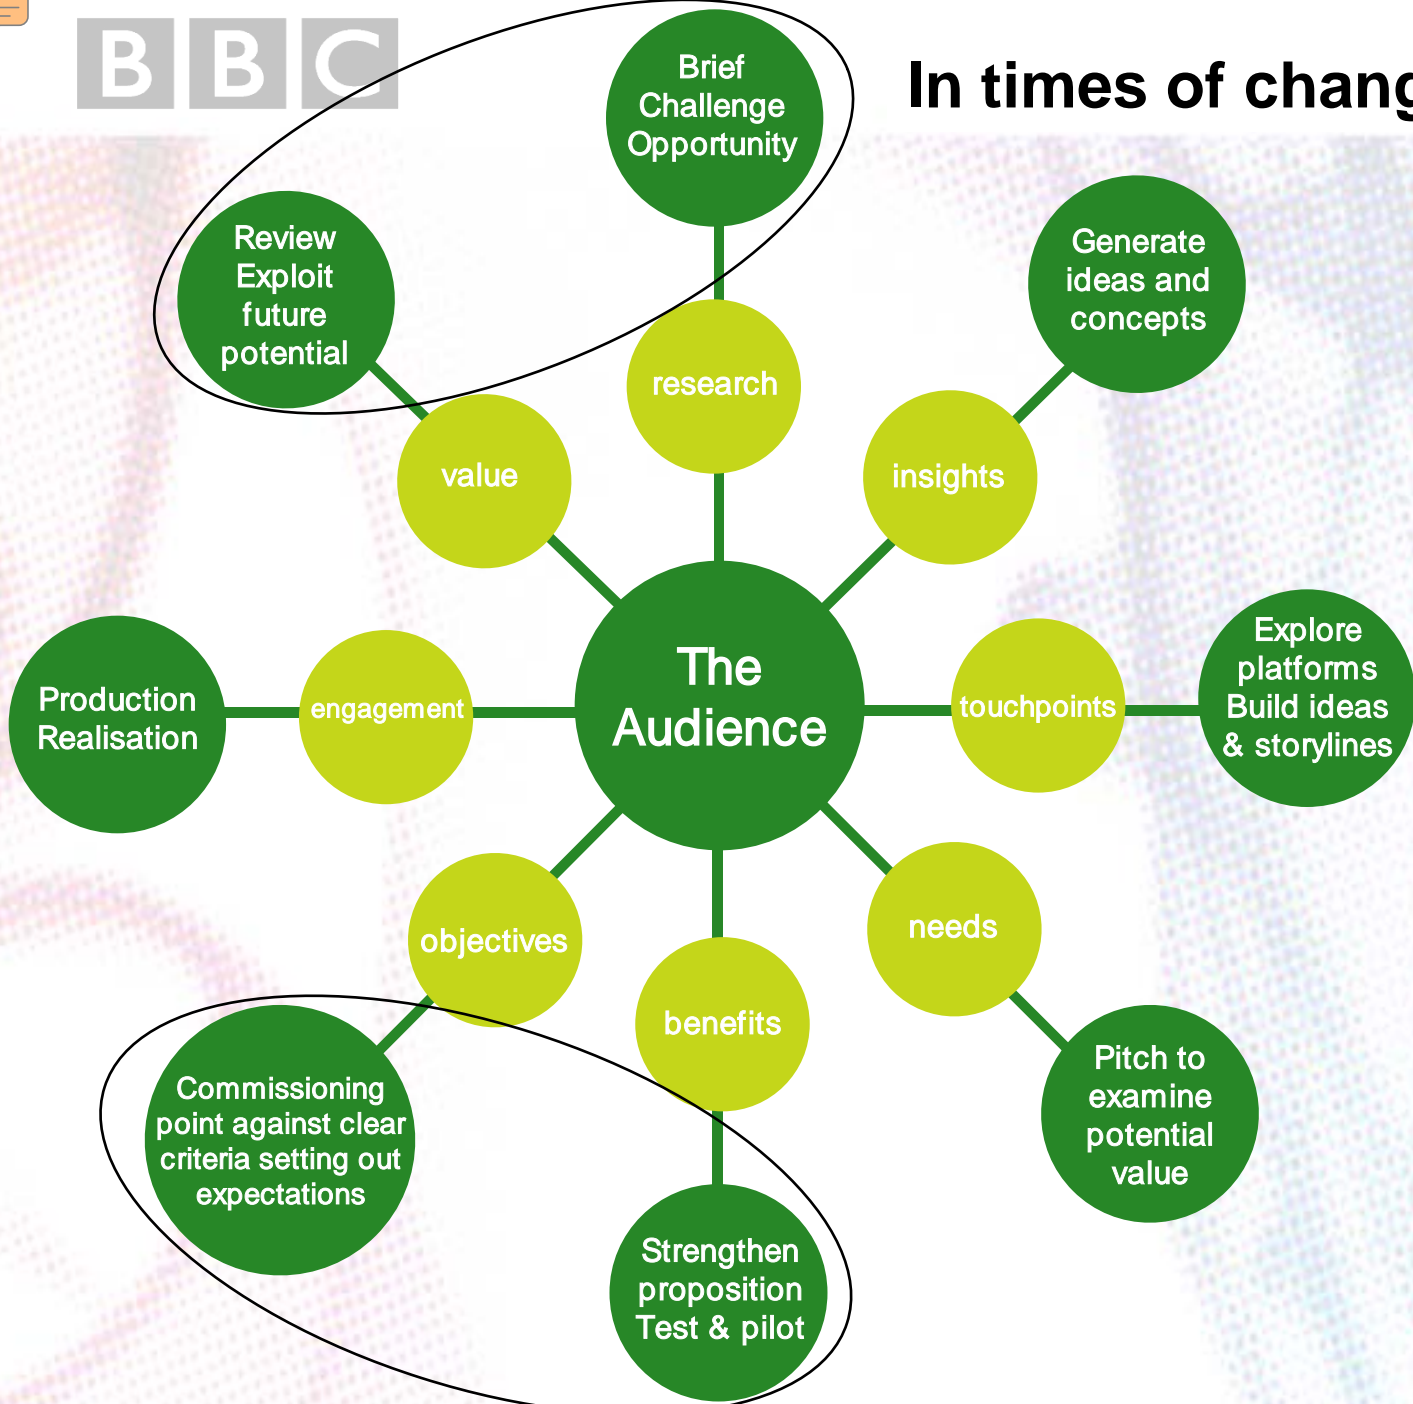 BBC
In times of chang
Brief
Challenge
Opportunity
Review
Exploit
future
potential
Generate
ideas and
concepts
research
value
insights
The
Audience
Production
Realisation
engagement
touchpoints
Explore
platforms
Build ideas
& storylines
objectives
benefits
needs
Commissioning
point against clear
criteria setting out
expectations
Strengthen
proposition
Test & pilot
Pitch to
examine
potential
value